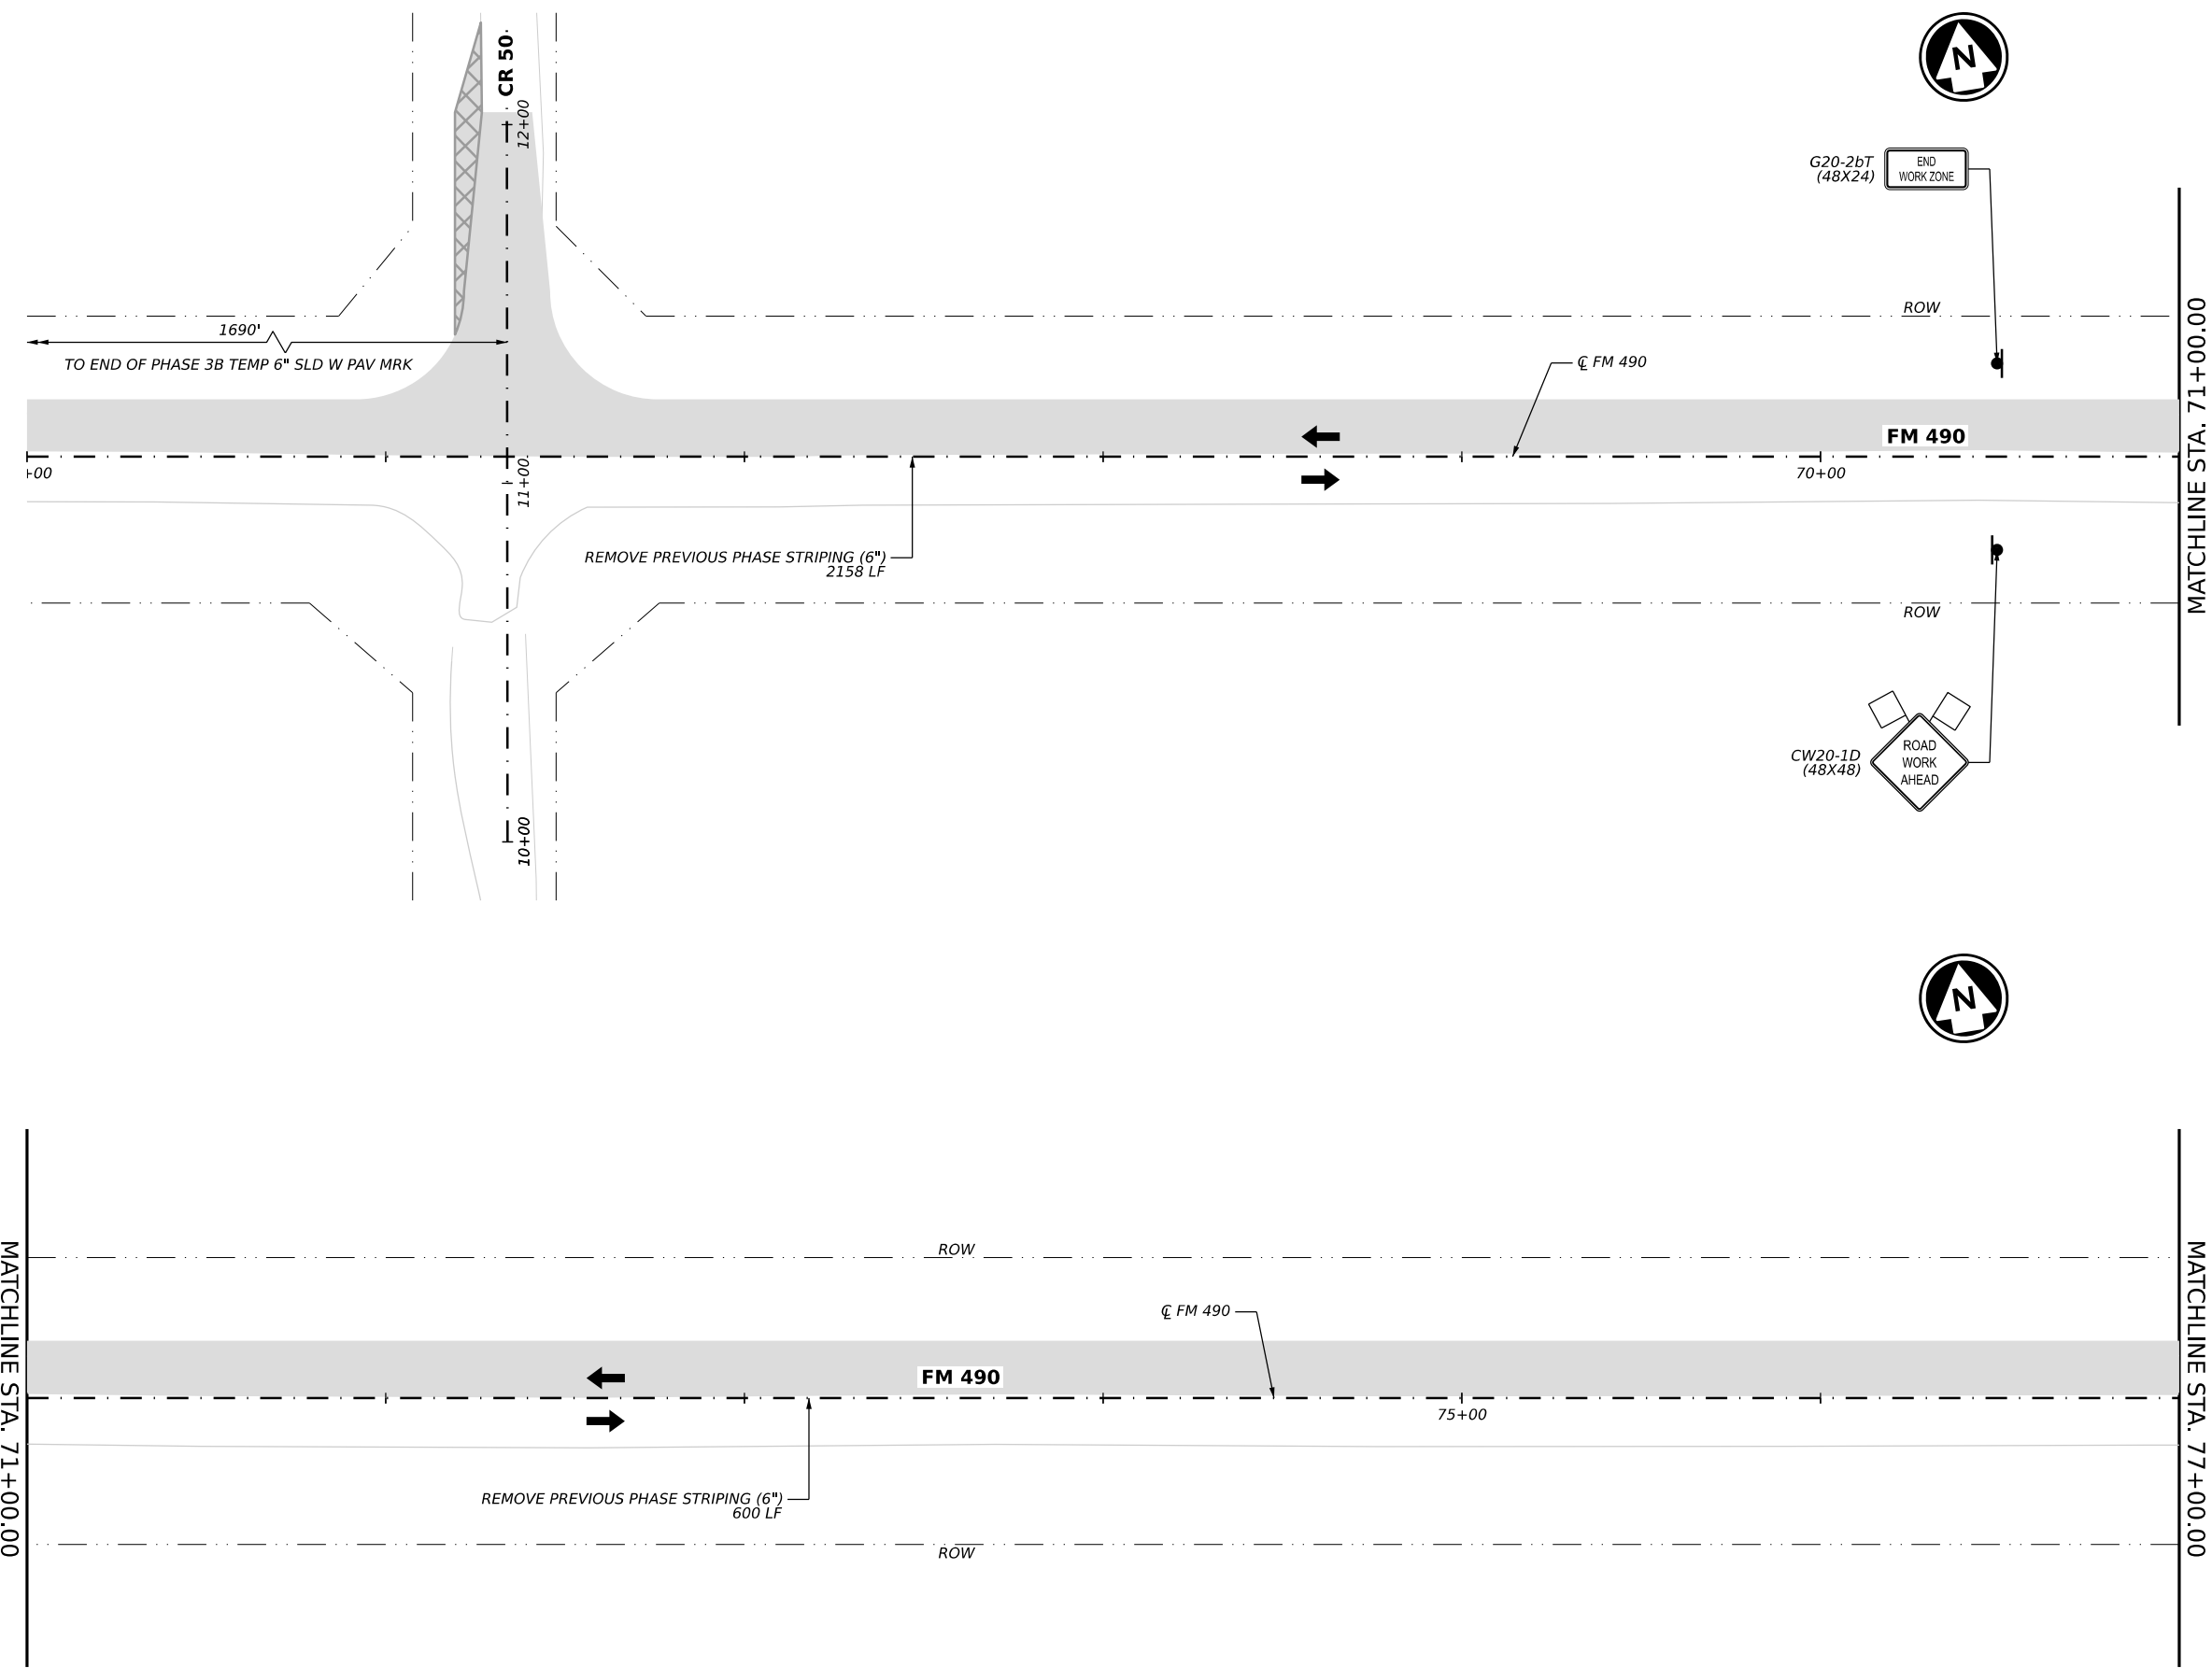 CR 50
12+00
N
G20-2bT
(48X24)
END
WORK ZONE
ROW
1690'
TO END OF PHASE 3B TEMP 6" SLD W PAV MRK
℄ FM 490
FM 490
+00
11+00
70+00
MATCHLINE STA. 71+00.00
REMOVE PREVIOUS PHASE STRIPING (6")
2158 LF
ROW
CW20-1D
(48X48)
ROAD
WORK
AHEAD
10+00
N
MATCHLINE STA. 71+00.00
ROW
℄ FM 490
FM 490
75+00
REMOVE PREVIOUS PHASE STRIPING (6")
600 LF
ROW
MATCHLINE STA. 77+00.00